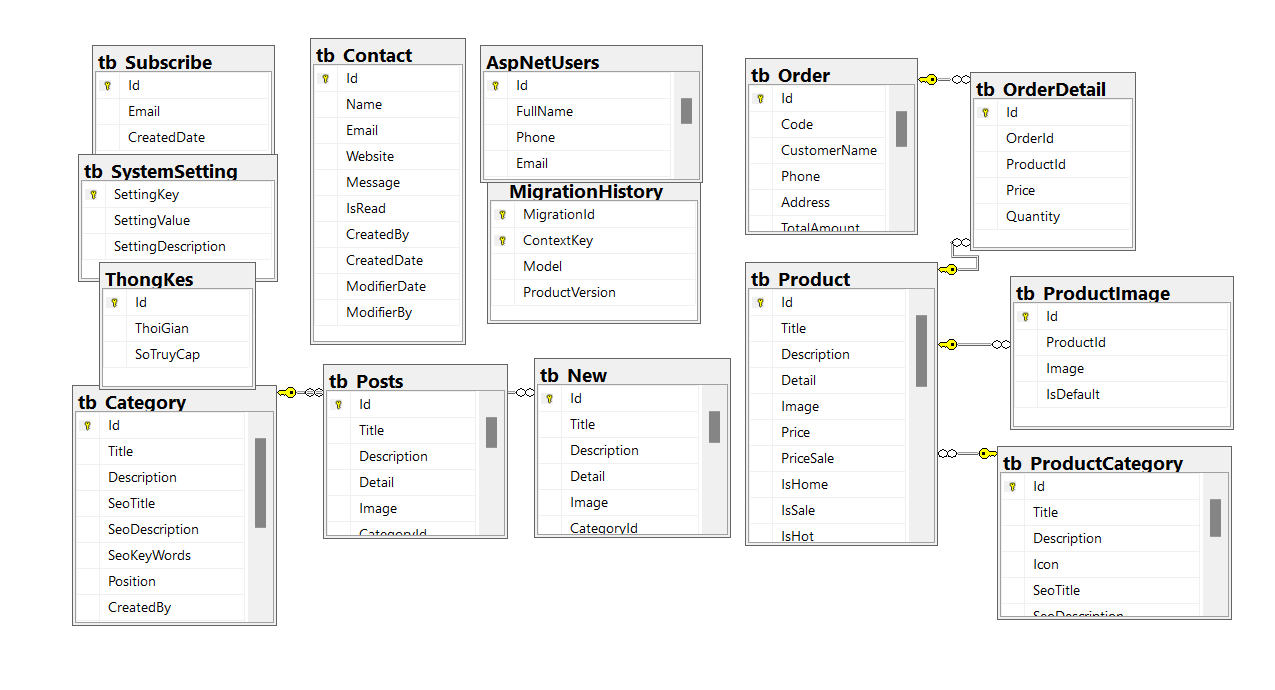 tb_Subscribe
Id
Email
CreatedDate
tb_SystemSetting
SettingKey
SettingValue
SettingDescription
ThongKes
Id
ThoiGian
SoTruyCap
tb_Category
Id
Title
Description
SeoTitle
SeoDescription
SeoKeyWords
Position
CreatedBy
tb_Contact
Id
Name
Email
Website
Message
IsRead
CreatedBy
CreatedDate
ModifierDate
ModifierBy
AspNetUsers
Id
FullName
Phone
Email
MigrationHistory
MigrationId
ContextKey
Model
ProductVersion
tb_Posts
Id
Title
Description
Detail
Image
CategoryId
tb_New
Id
Title
Description
Detail
Image
CategoryId
tb_Order
Id
Code
CustomerName
Phone
Address
TotalAmount
tb_OrderDetail
Id
OrderId
ProductId
Price
Quantity
tb_Product
Id
Title
Description
Detail
Image
Price
PriceSale
IsHome
IsSale
IsHot
tb_ProductImage
Id
ProductId
Image
IsDefault
tb_ProductCategory
Id
Title
Description
Icon
SeoTitle
SeoDescription